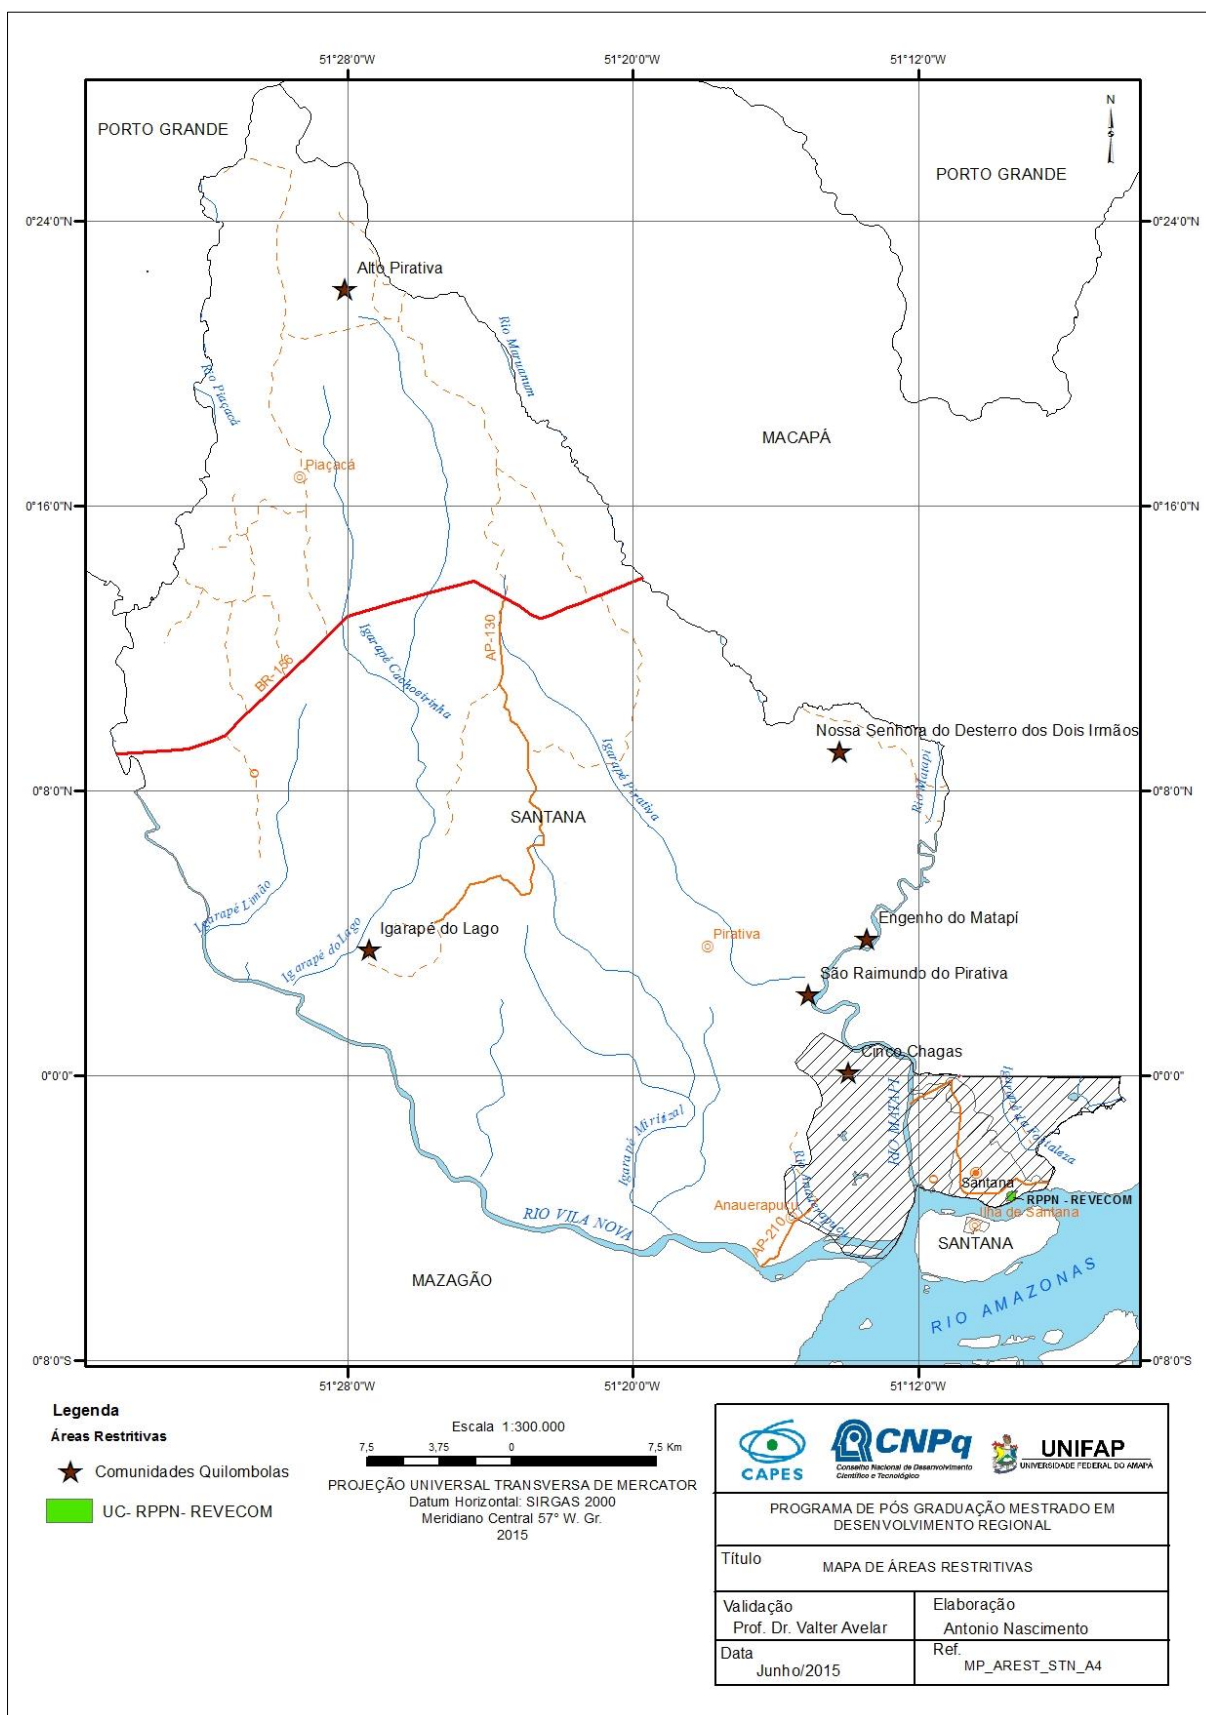 51°28'0"W
51°20'0"W
51°12'0"W
PORTO GRANDE
N
S
PORTO GRANDE
0°24'0"N
0°24'0"N
Alto Pirativa
Rio Maruanum
Rio Piaçacá
MACAPÁ
Piaçacá
0°16'0"N
0°16'0"N
AP-130
Igarapé Cachoeirinha
BR-156
Nossa Senhora do Desterro dos Dois Irmãos
Igarapé Pirativa
Rio Matapi
0°8'0"N
0°8'0"N
SANTANA
Igarapé Limão
Engenho do Matapí
Igarapé do Lago
Pirativa
Igarapé do Lago
São Raimundo do Pirativa
Cinco Chagas
0°0'0"
0°0'0"
RIO MATAPI
Igarapé da Fortaleza
Igarapé Miritizal
Rio Anauerapucu
Santana
Anauerapuçu
RPPN - REVECOM
Ilha de Santana
RIO VILA NOVA
AP-210
SANTANA
MAZAGÃO
RIO AMAZONAS
0°8'0"S
0°8'0"S
51°28'0"W
51°20'0"W
51°12'0"W
Legenda
Áreas Restritivas
Comunidades Quilombolas
UC- RPPN- REVECOM
Escala 1:300.000
7,5 3,75 0 7,5 Km
PROJEÇÃO UNIVERSAL TRANSVERSA DE MERCATOR
Datum Horizontal: SIRGAS 2000
Meridiano Central 57° W. Gr.
2015
CAPES
CNPq
Conselho Nacional de Desenvolvimento
Científico e Tecnológico
UNIFAP
UNIVERSIDADE FEDERAL DO AMAPÁ
PROGRAMA DE PÓS GRADUAÇÃO MESTRADO EM
DESENVOLVIMENTO REGIONAL
Título
MAPA DE ÁREAS RESTRITIVAS
Validação
Prof. Dr. Valter Avelar
Elaboração
Antonio Nascimento
Data
Junho/2015
Ref.
MP_AREST_STN_A4